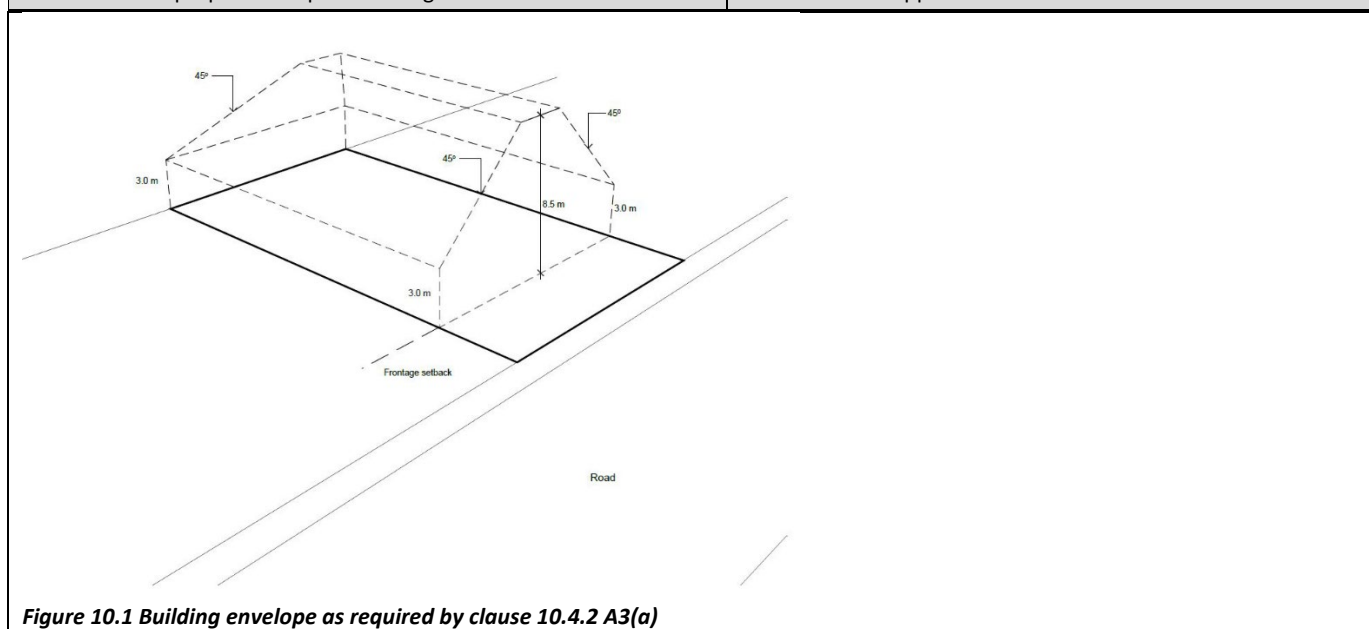 45º
45º
45º
3.0 m
8.5 m
3.0 m
3.0 m
Frontage setback
Road
Figure 10.1 Building envelope as required by clause 10.4.2 A3(a)